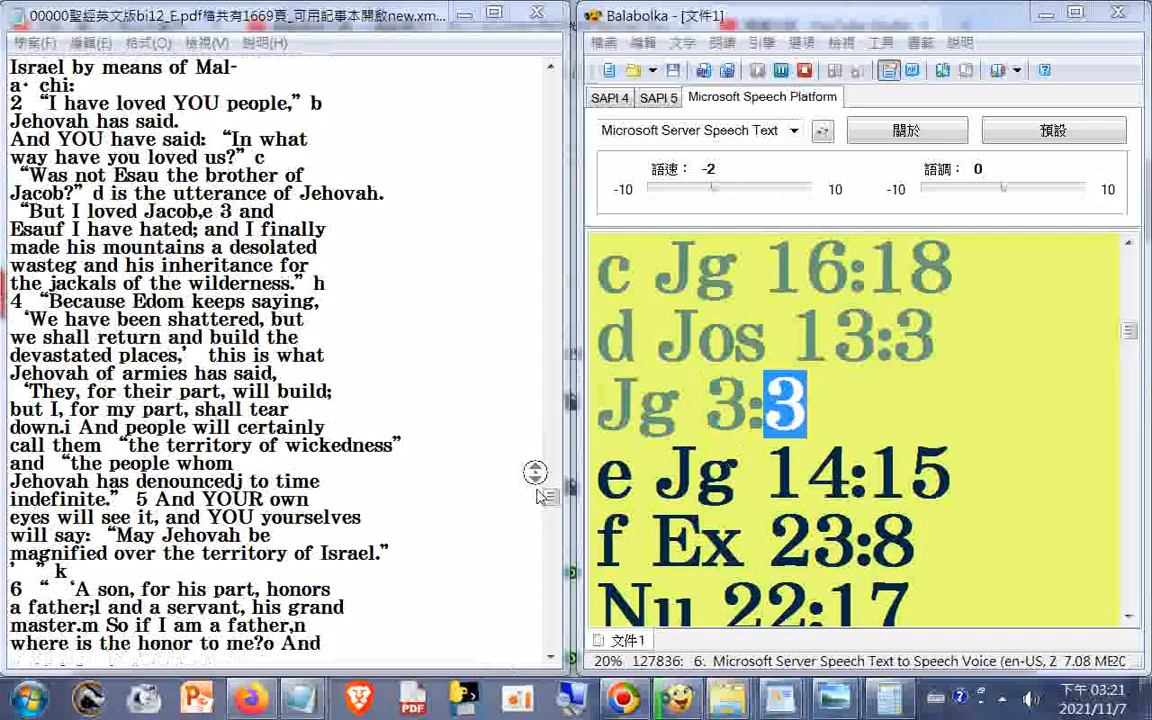 00000聖經英文版bi12_E.pdf檔共有1669頁_可用記事本開啟new.xm...
檔案(F) 編輯(E) 格式(O) 檢視(V) 說明(H)
Israel by means of Mal-
a· chi:
2 “I have loved YOU people,” b
Jehovah has said.
And YOU have said: “In what
way have you loved us?” c
“Was not Esau the brother of
Jacob?” d is the utterance of Jehovah.
“But I loved Jacob,e 3 and
Esauf I have hated; and I finally
made his mountains a desolated
wasteg and his inheritance for
the jackals of the wilderness.” h
4 “Because Edom keeps saying,
‘We have been shattered, but
we shall return and build the
devastated places,’ this is what
Jehovah of armies has said,
‘They, for their part, will build;
but I, for my part, shall tear
down.i And people will certainly
call them “the territory of wickedness”
and “the people whom
Jehovah has denouncedj to time
indefinite.” 5 And YOUR own
eyes will see it, and YOU yourselves
will say: “May Jehovah be
magnified over the territory of Israel.”
’ ” k
6 “ ‘A son, for his part, honors
a father;l and a servant, his grand
master.m So if I am a father,n
where is the honor to me?o And
Balabolka - [文件1]
檔案 編輯 文字 朗讀 引擎 選項 檢視 工具 書籤 說明
SAPI 4 SAPI 5 Microsoft Speech Platform
Microsoft Server Speech Text 關於 預設
語速： -2 語調： 0
-10 10 -10 10
c Jg 16:18
d Jos 13:3
Jg 3:3
e Jg 14:15
f Ex 23:8
Nu 22:17
文件1
20% 127836: 6. Microsoft Server Speech Text to Speech Voice (en-US, Z 7.08 ME20
PDF
下午 03:21
2021/11/7